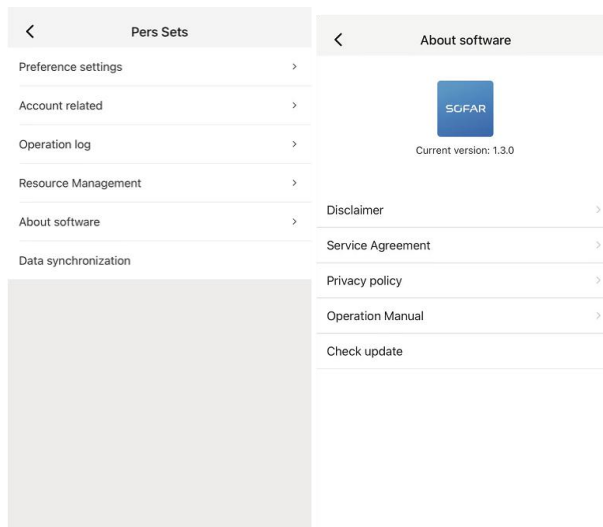 Pers Sets
Preference settings
Account related
Operation log
Resource Management
About software
Data synchronization
About software
SOFAR
Current version: 1.3.0
Disclaimer
Service Agreement
Privacy policy
Operation Manual
Check update